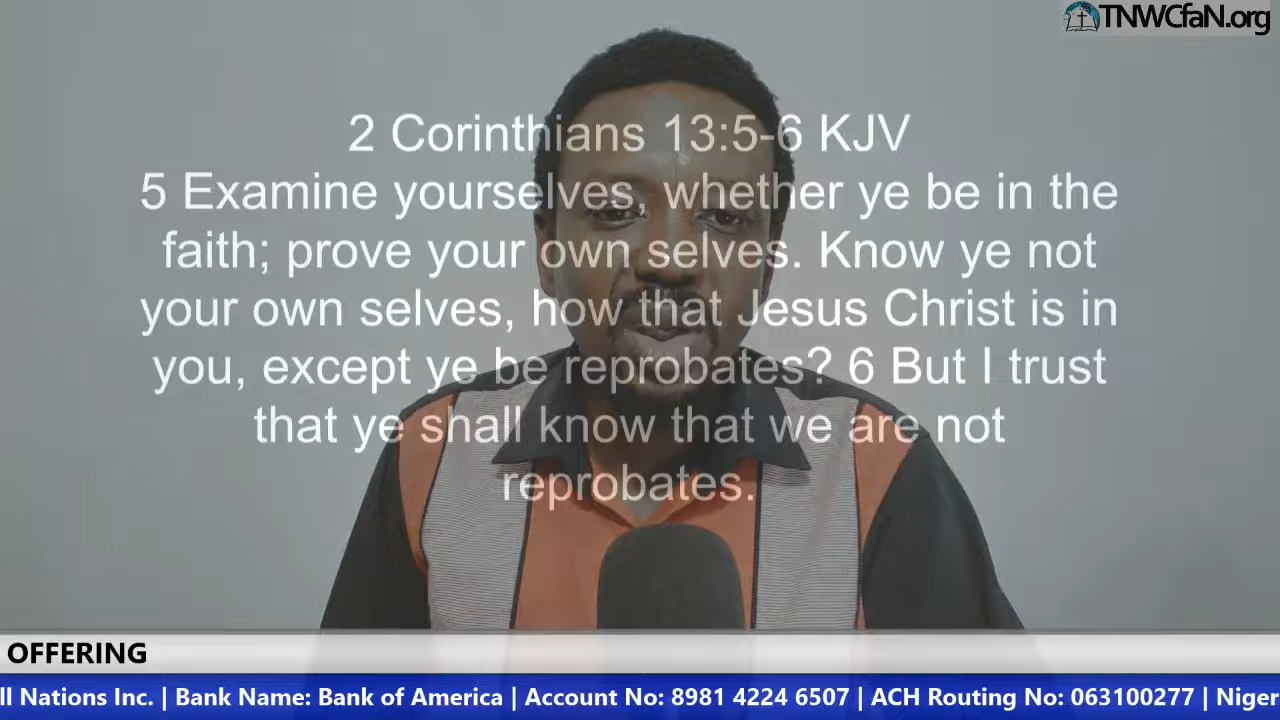 TNWCfaN.org
2 Corinthians 13:5-6 KJV
5 Examine yourselves, whether ye be in the
faith; prove your own selves. Know ye not
your own selves, how that Jesus Christ is in
you, except ye be reprobates? 6 But I trust
that ye shall know that we are not
reprobates.
OFFERING
ll Nations Inc. | Bank Name: Bank of America | Account No: 8981 4224 6507 | ACH Routing No: 063100277 | Niger